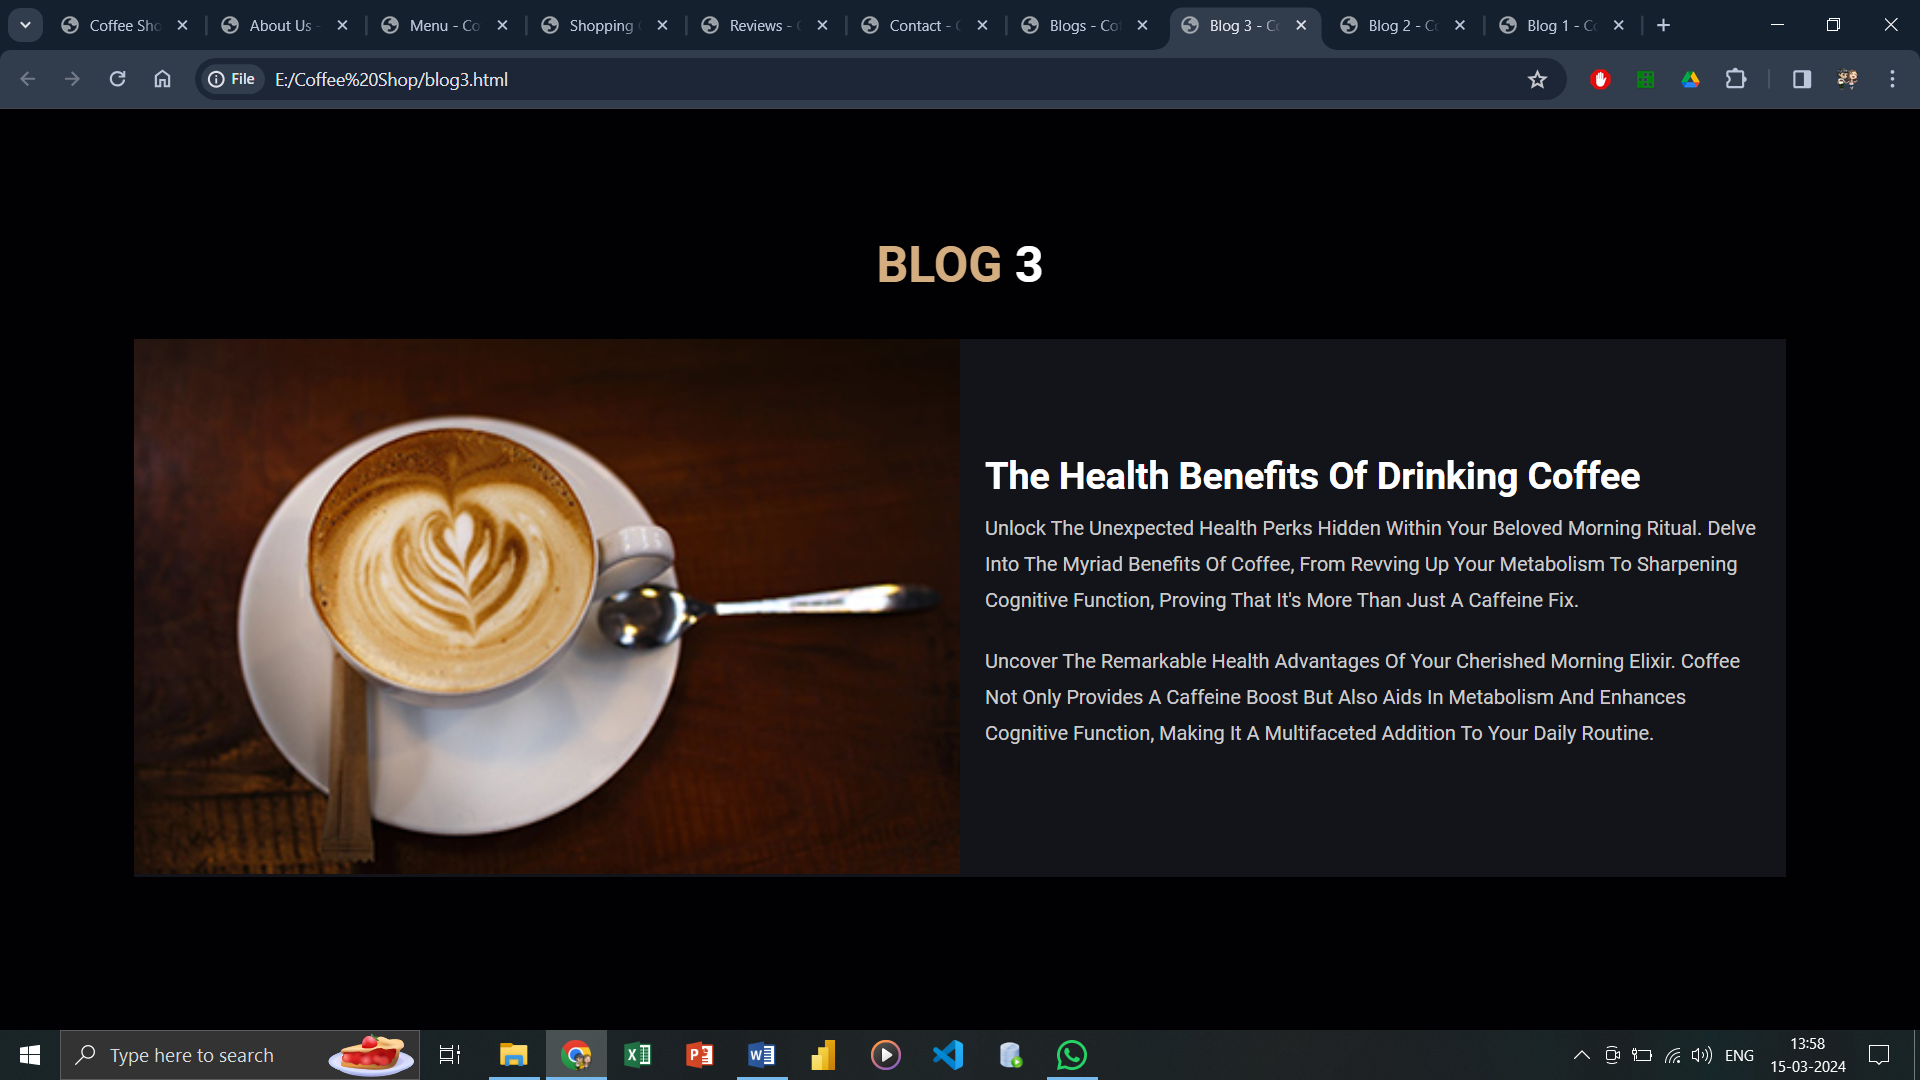 Coffee Sho
About Us -
Menu - Co
Shopping
Reviews -
Contact -
Blogs - Co
Blog 3 - Co
Blog 2 - Co
Blog 1 - Co
File
E:/Coffee%20Shop/blog3.html
BLOG 3
The Health Benefits Of Drinking Coffee
Unlock The Unexpected Health Perks Hidden Within Your Beloved Morning Ritual. Delve
Into The Myriad Benefits Of Coffee, From Revving Up Your Metabolism To Sharpening
Cognitive Function, Proving That It's More Than Just A Caffeine Fix.
Uncover The Remarkable Health Advantages Of Your Cherished Morning Elixir. Coffee
Not Only Provides A Caffeine Boost But Also Aids In Metabolism And Enhances
Cognitive Function, Making It A Multifaceted Addition To Your Daily Routine.
Type here to search
ENG
13:58
15-03-2024